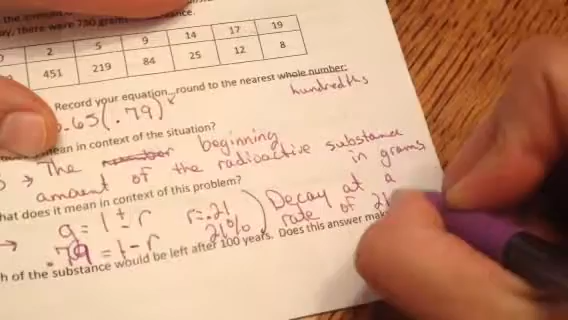 there were 750 grams
2 5 9 14 17 19
451 219 84 25 12 8
Record your equation, round to the nearest whole number.
hundredths
.65(.79)
mean in context of the situation?
→ The beginning
amount of the radioactive substance
in grams
hat does it mean in context of this problem?
g = 1 ± r
r = .21
21%
.79 = 1 - r
Decay at a
rate of 21
h of the substance would be left after 100 years. Does this answer mak